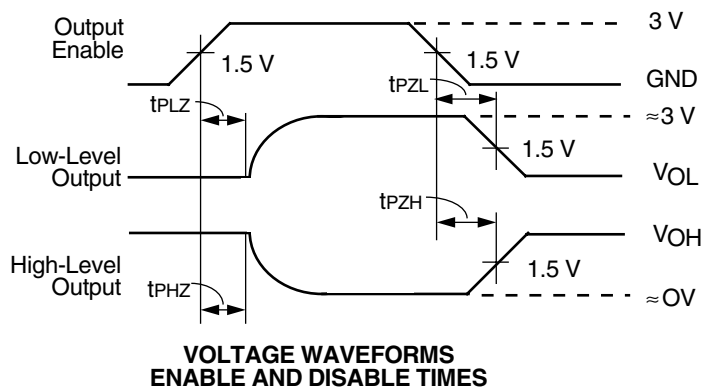 3 V
Output
Enable
1.5 V
1.5 V
GND
tPZL
tPLZ
≈3 V
Low-Level
Output
1.5 V
VOL
tPZH
VOH
High-Level
Output
1.5 V
tPHZ
≈OV
VOLTAGE WAVEFORMS
ENABLE AND DISABLE TIMES